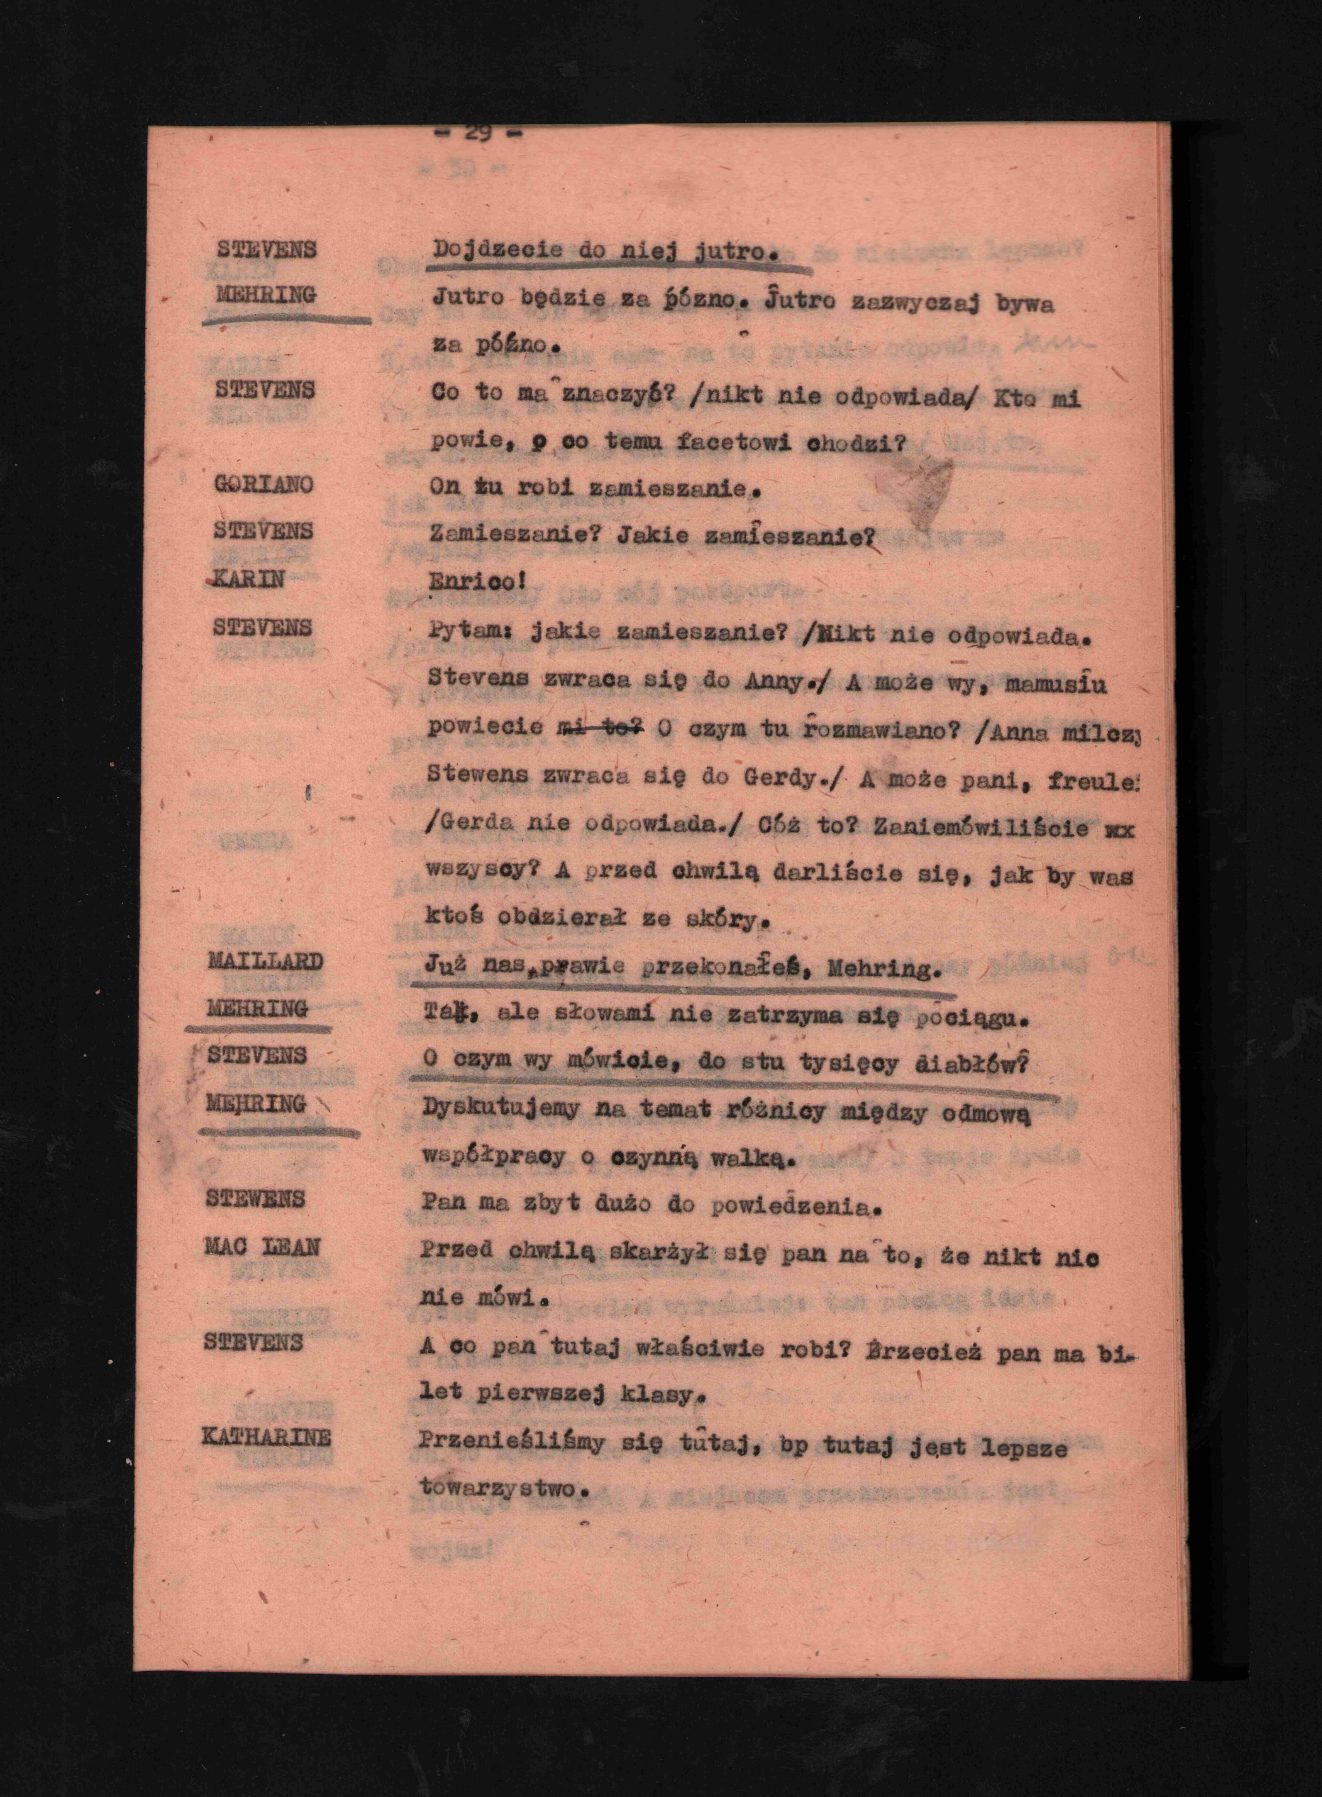 - 29 -
STEVENS Dojdzecie do niej jutro.
MEHRING Jutro będzie za pózno. Jutro zazwyczaj bywa
za późno.
STEVENS Co to ma znaczyć? /nikt nie odpowiada/ Kto mi
powie, o co temu facetowi chodzi?
GORIANO On tu robi zamieszanie.
STEVENS Zamieszanie? Jakie zamieszanie?
KARIN Enrico!
STEVENS Pytam: jakie zamieszanie? /Nikt nie odpowiada.
Stevens zwraca się do Anny./ A może wy, mamusiu
powiecie mi to? O czym tu rozmawiano? /Anna milczy
Stewens zwraca się do Gerdy./ A może pani, freulei
/Gerda nie odpowiada./ Cóż to? Zaniemówiliście wx
wszyscy? A przed chwilą darliście się, jak by was
ktoś obdzierał ze skóry.
MAILLARD Już nas prawie przekonałeś, Mehring.
MEHRING Tak, ale słowami nie zatrzyma się pociągu.
STEVENS O czym wy mówicie, do stu tysięcy diabłów?
MEHRING Dyskutujemy na temat różnicy między odmową
współpracy o czynną walką.
STEWENS Pan ma zbyt dużo do powiedzenia.
MAC LEAN Przed chwilą skarżył się pan na to, że nikt nic
nie mówi.
STEVENS A co pan tutaj właściwie robi? Przecież pan ma bi-
let pierwszej klasy.
KATHARINE Przenieśliśmy się tutaj, bp tutaj jest lepsze
towarzystwo.